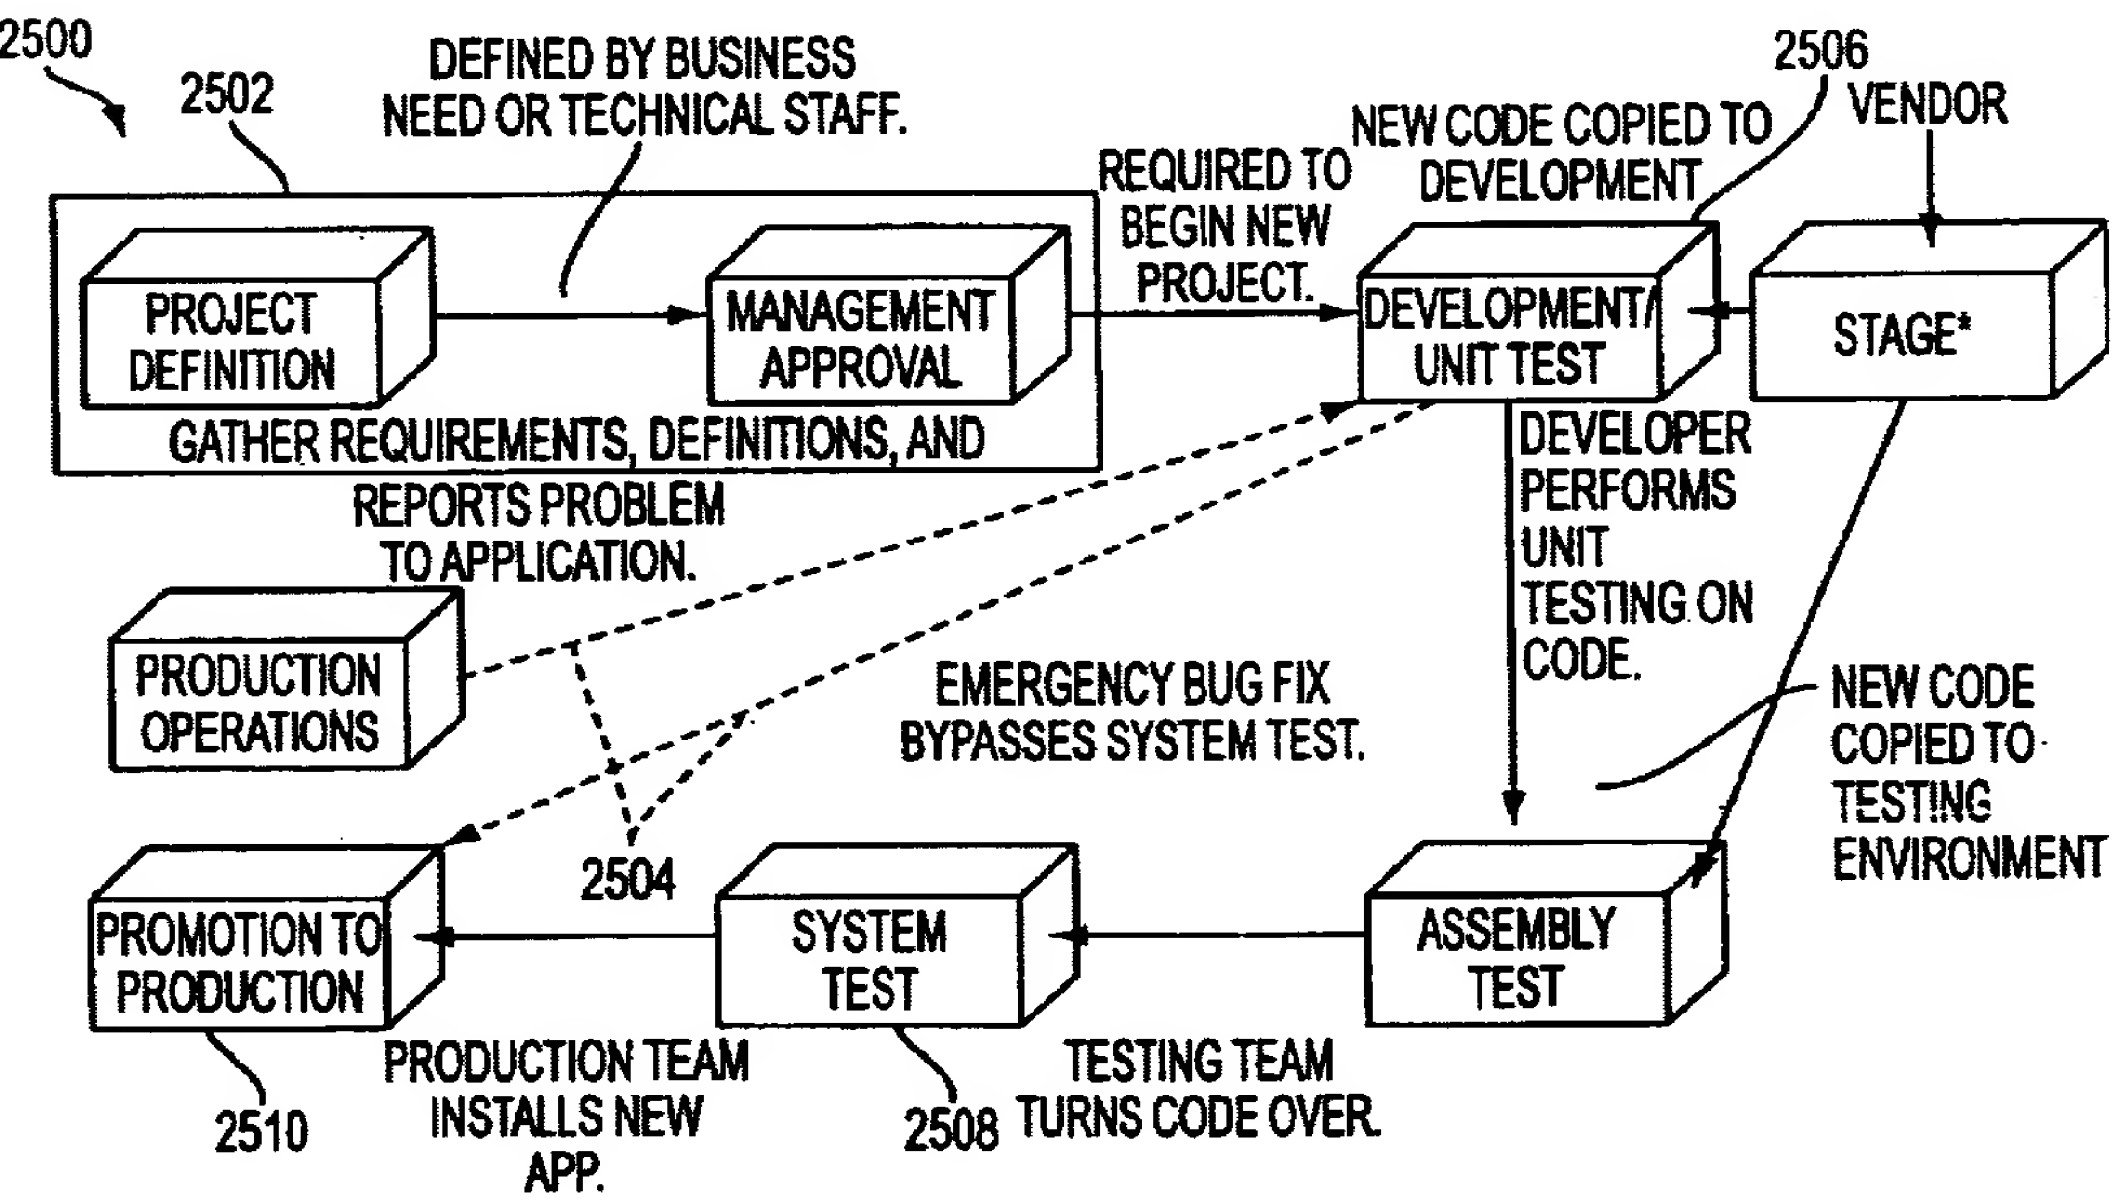 2500
2502
DEFINED BY BUSINESS
NEED OR TECHNICAL STAFF.
2506
VENDOR
NEW CODE COPIED TO
DEVELOPMENT
REQUIRED TO
BEGIN NEW
PROJECT.
PROJECT
DEFINITION
MANAGEMENT
APPROVAL
DEVELOPMENT/
UNIT TEST
STAGE*
GATHER REQUIREMENTS, DEFINITIONS, AND
REPORTS PROBLEM
TO APPLICATION.
DEVELOPER
PERFORMS
UNIT
TESTING ON
CODE.
PRODUCTION
OPERATIONS
EMERGENCY BUG FIX
BYPASSES SYSTEM TEST.
NEW CODE
COPIED TO
TESTING
ENVIRONMENT
2504
PROMOTION TO
PRODUCTION
SYSTEM
TEST
ASSEMBLY
TEST
2510
PRODUCTION TEAM
INSTALLS NEW
APP.
2508
TESTING TEAM
TURNS CODE OVER.